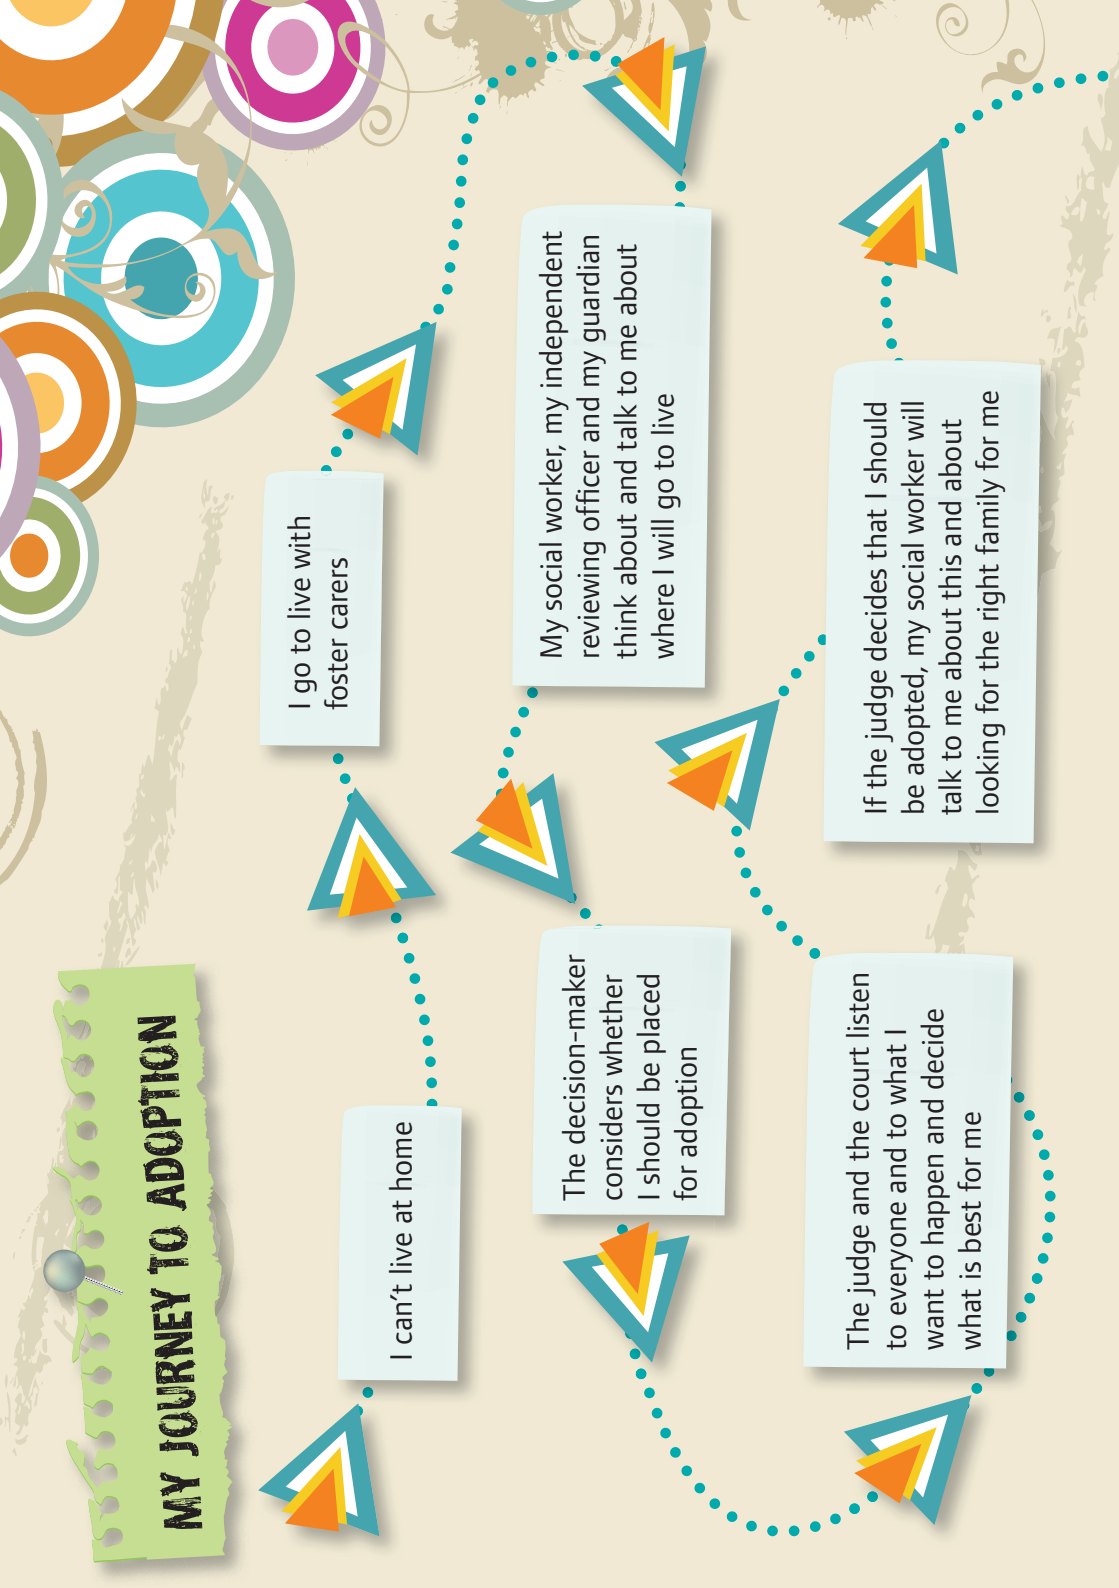 MY JOURNEY TO ADOPTION
I can’t live at home
I go to live with
foster carers
My social worker, my independent
reviewing officer and my guardian
think about and talk to me about
where I will go to live
The decision-maker
considers whether
I should be placed
for adoption
The judge and the court listen
to everyone and to what I
want to happen and decide
what is best for me
If the judge decides that I should
be adopted, my social worker will
talk to me about this and about
looking for the right family for me